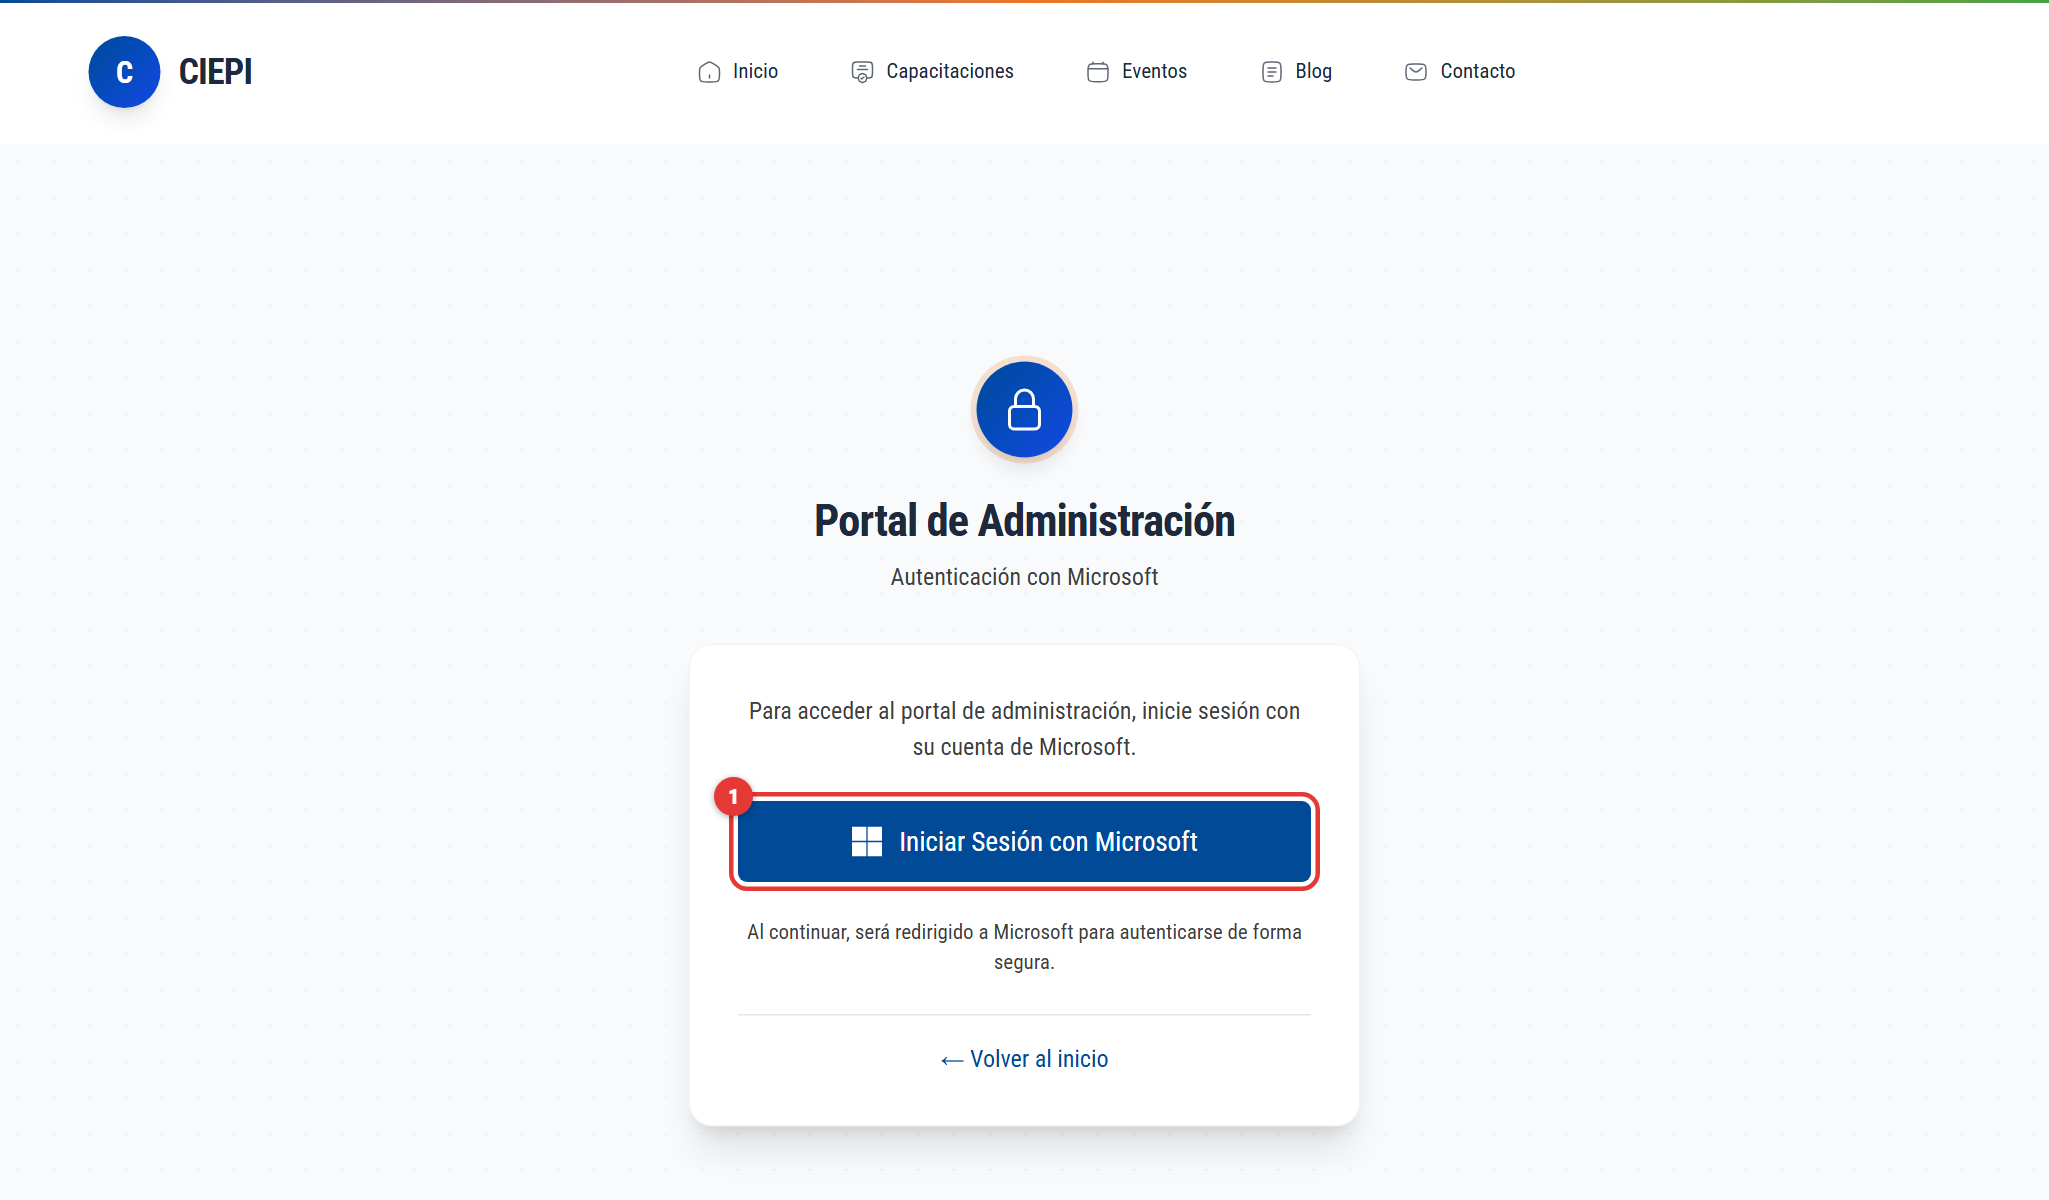 C CIEPI Inicio Capacitaciones Eventos Blog Contacto
Portal de Administración
Autenticación con Microsoft
Para acceder al portal de administración, inicie sesión con
su cuenta de Microsoft.
1
Iniciar Sesión con Microsoft
Al continuar, será redirigido a Microsoft para autenticarse de forma
segura.
← Volver al inicio